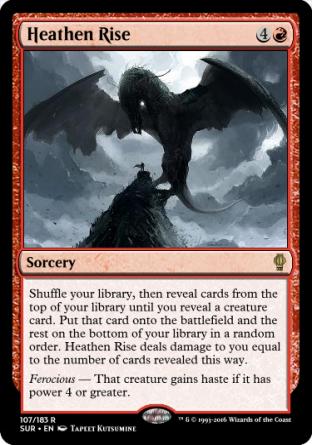 Heathen Rise 4
Sorcery
Shuffle your library, then reveal cards from the
top of your library until you reveal a creature
card. Put that card onto the battlefield and the
rest on the bottom of your library in a random
order. Heathen Rise deals damage to you equal
to the number of cards revealed this way.
Ferocious — That creature gains haste if it has
power 4 or greater.
107/183 R
SUR • EN Tapeet Kutsumine
™ & © 1993-2016 Wizards of the Coast